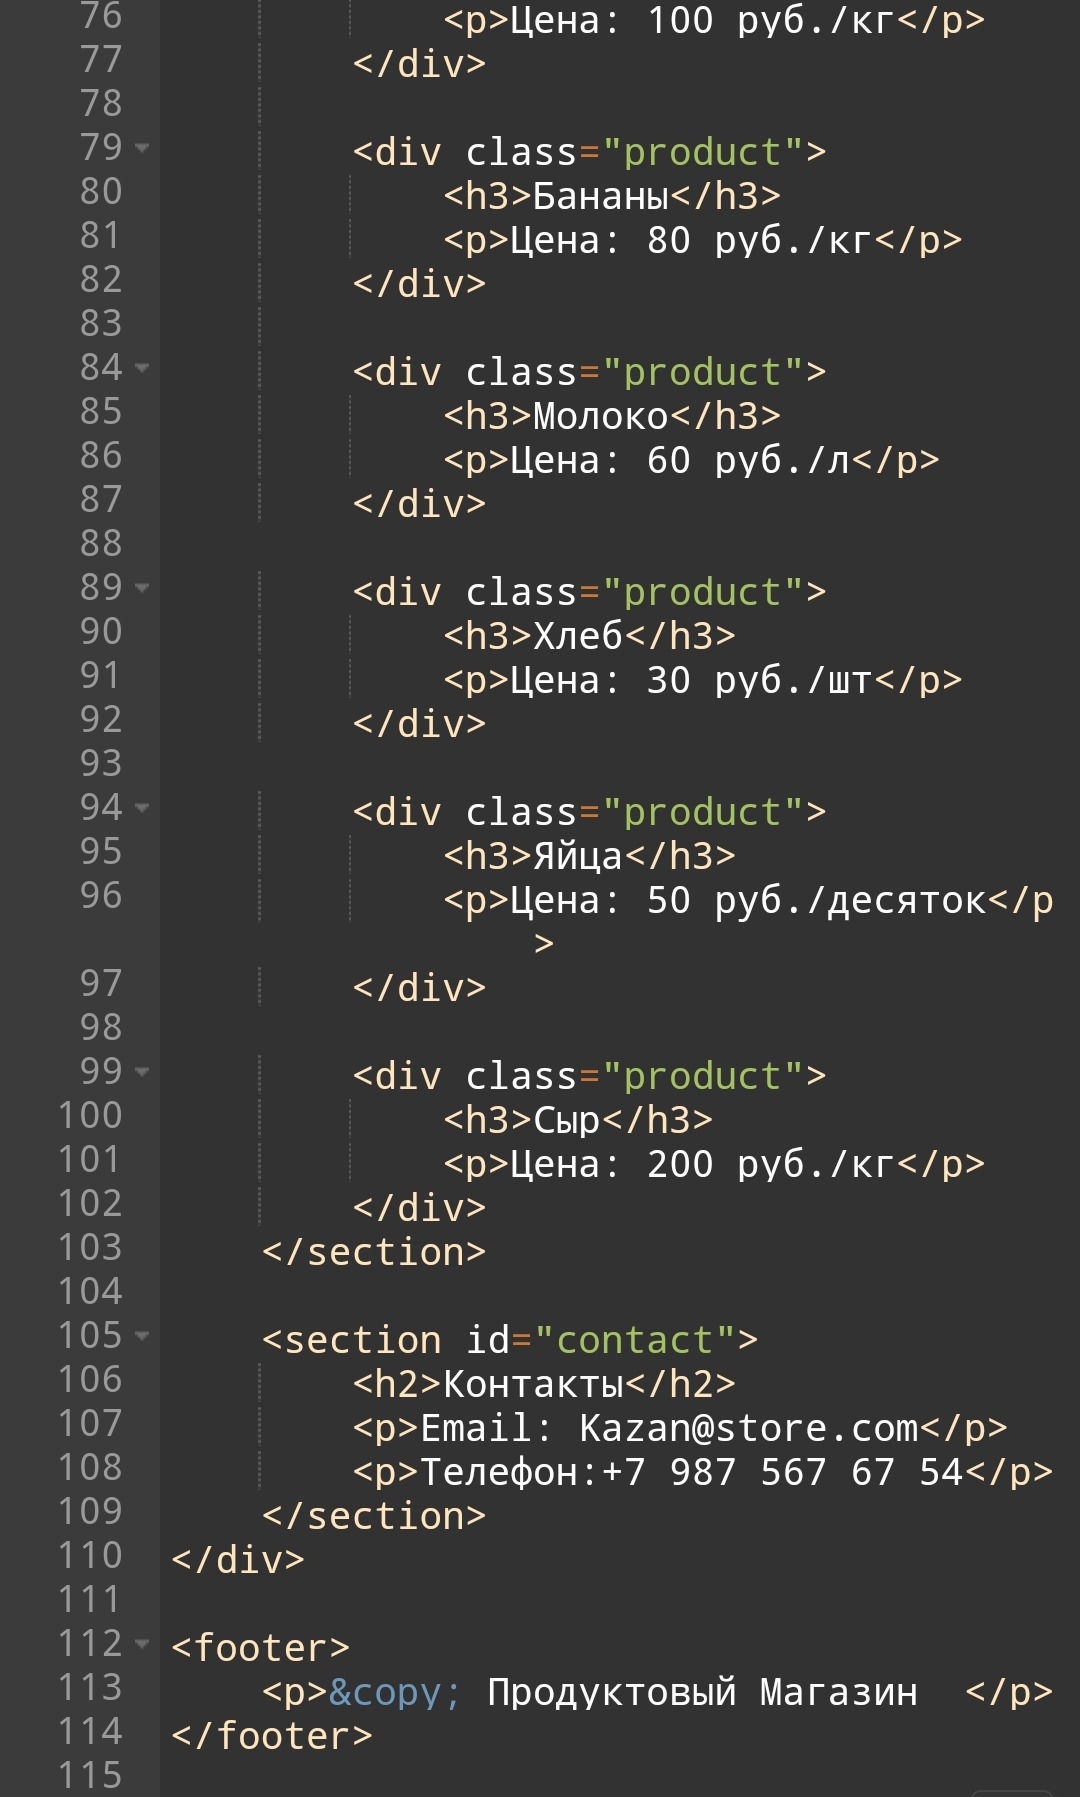 76 <p>Цена: 100 руб./кг</p>
77 </div>
78
79 <div class="product">
80 <h3>Бананы</h3>
81 <p>Цена: 80 руб./кг</p>
82 </div>
83
84 <div class="product">
85 <h3>Молоко</h3>
86 <p>Цена: 60 руб./л</p>
87 </div>
88
89 <div class="product">
90 <h3>Хлеб</h3>
91 <p>Цена: 30 руб./шт</p>
92 </div>
93
94 <div class="product">
95 <h3>Яйца</h3>
96 <p>Цена: 50 руб./десяток</p
>
97 </div>
98
99 <div class="product">
100 <h3>Сыр</h3>
101 <p>Цена: 200 руб./кг</p>
102 </div>
103 </section>
104
105 <section id="contact">
106 <h2>Контакты</h2>
107 <p>Email: Kazan@store.com</p>
108 <p>Телефон:+7 987 567 67 54</p>
109 </section>
110 </div>
111
112 <footer>
113 <p>&copy; Продуктовый Магазин  </p>
114 </footer>
115